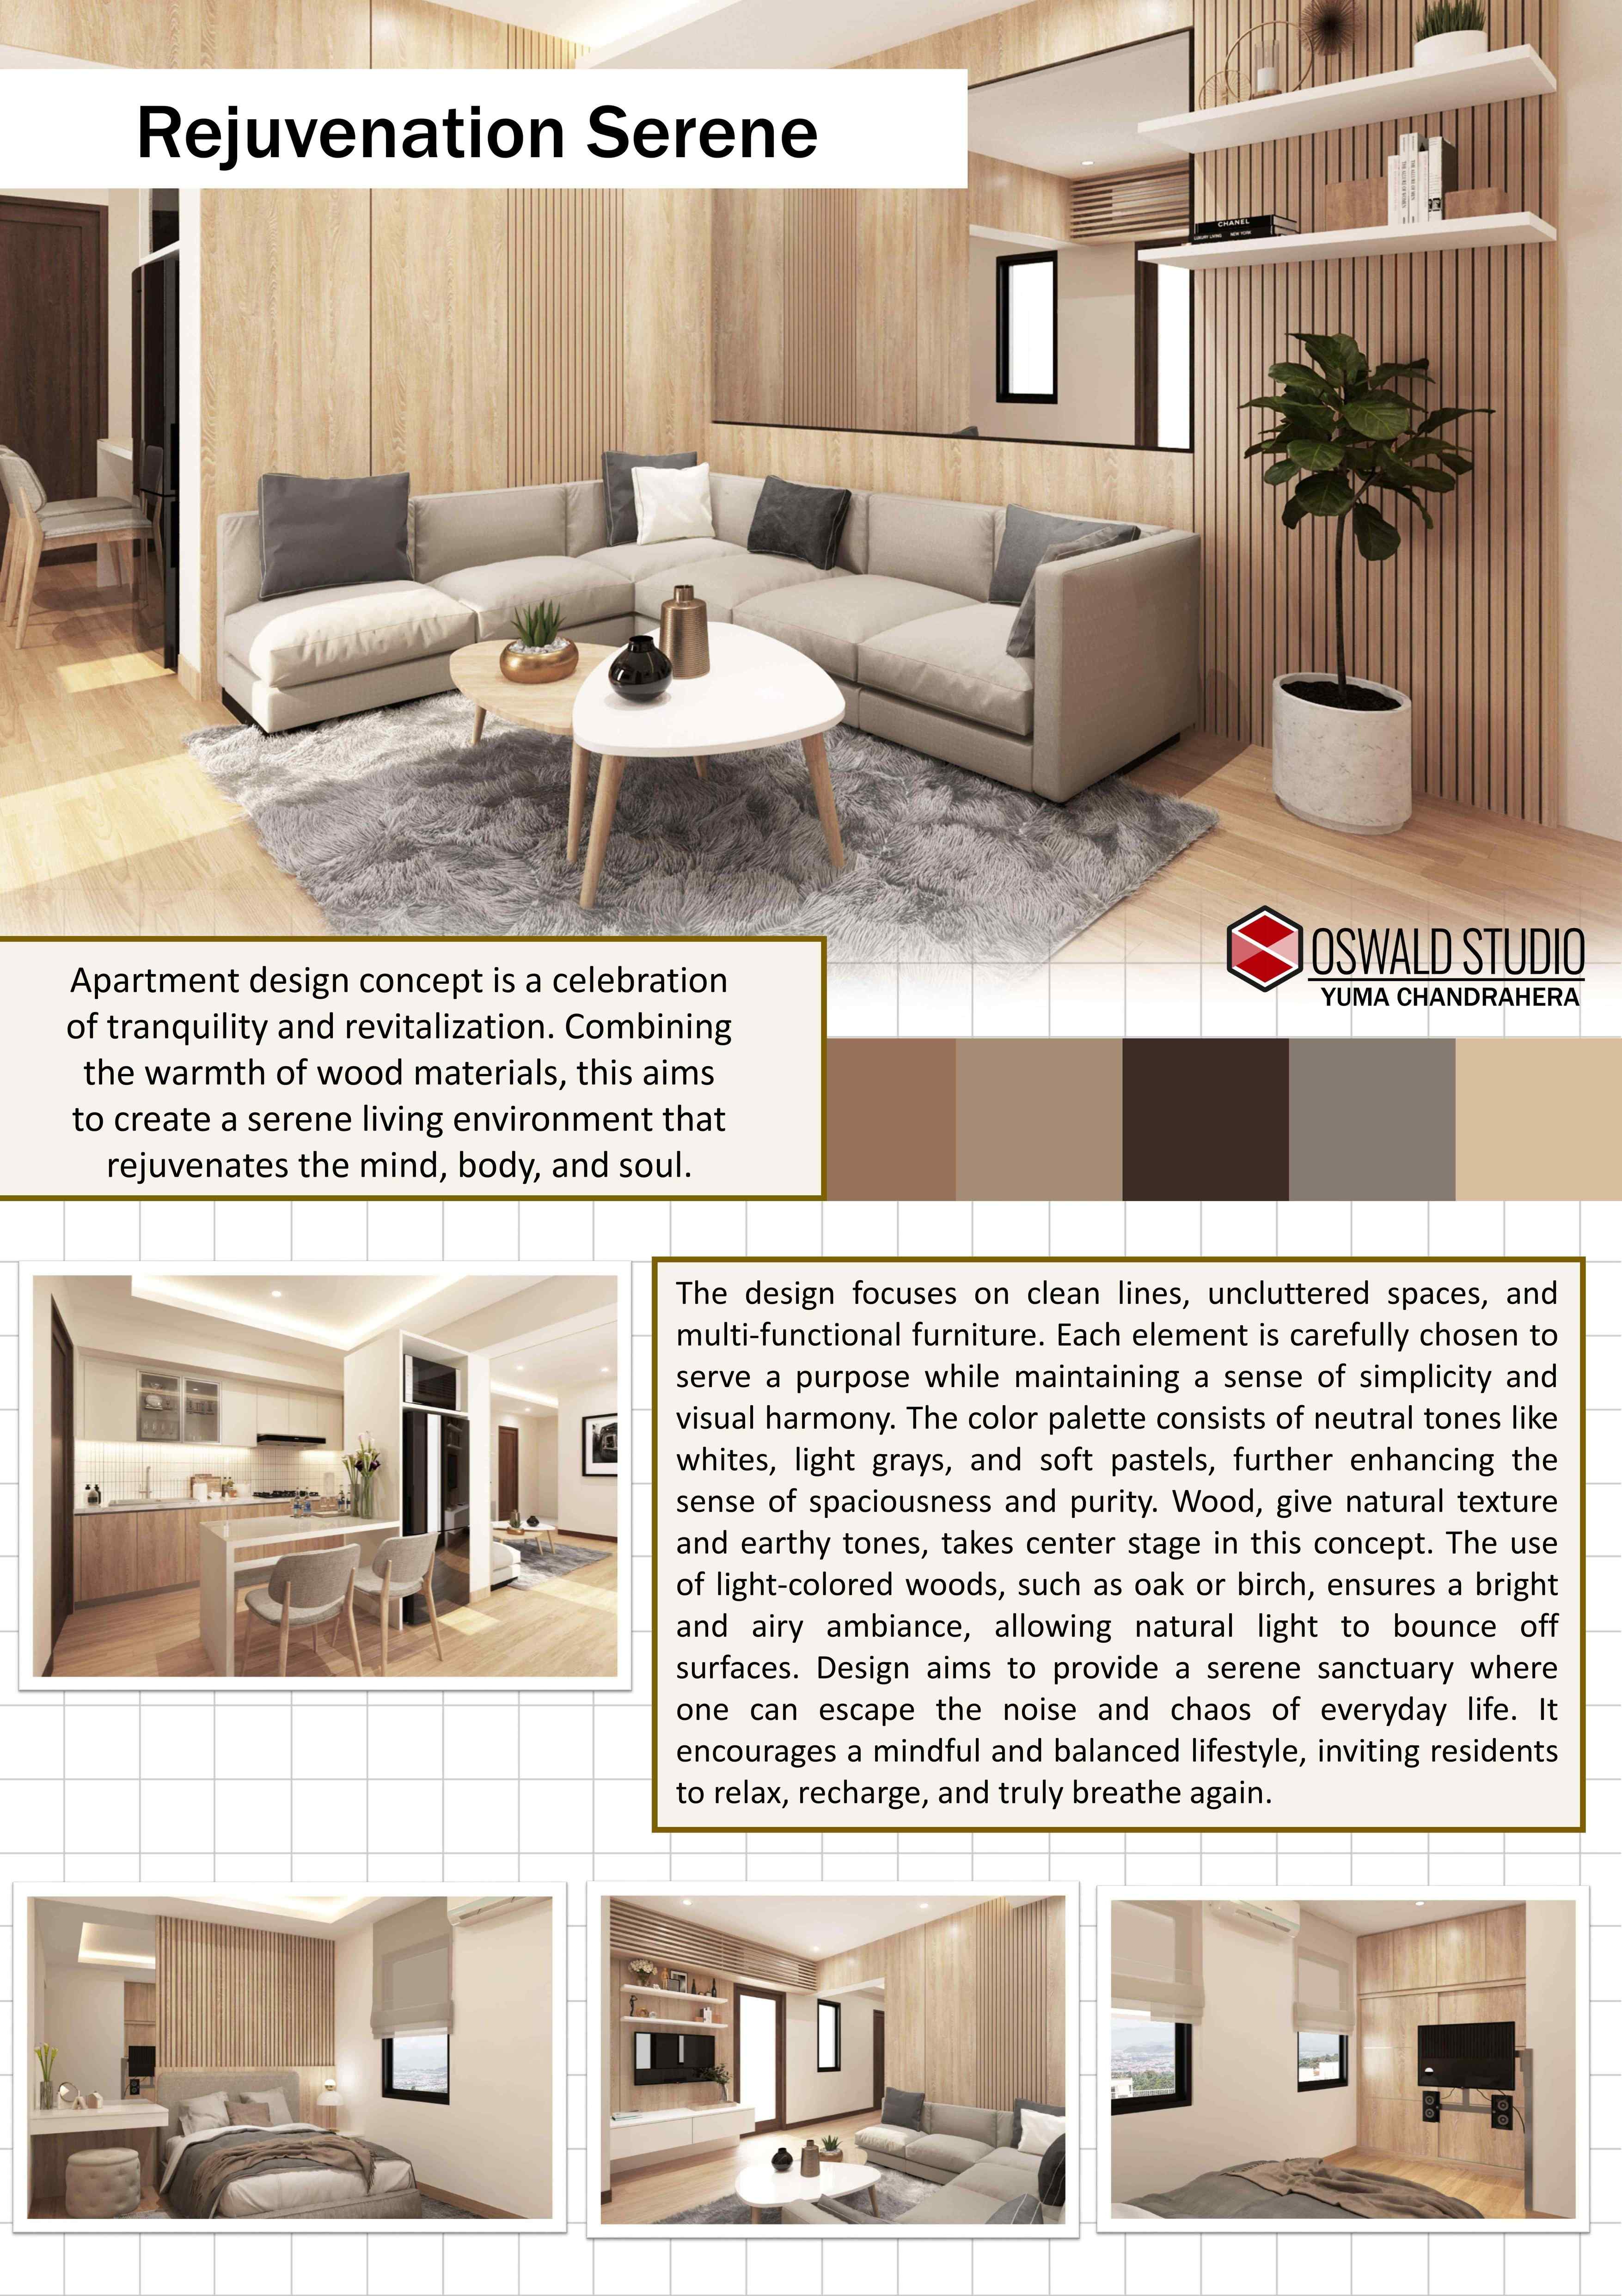 Rejuvenation Serene
CHANEL
LUXURY LIVING NEW YORK
OSWALD STUDIO
YUMA CHANDRAHERA
Apartment design concept is a celebration
of tranquility and revitalization. Combining
the warmth of wood materials, this aims
to create a serene living environment that
rejuvenates the mind, body, and soul.
The design focuses on clean lines, uncluttered spaces, and
multi-functional furniture. Each element is carefully chosen to
serve a purpose while maintaining a sense of simplicity and
visual harmony. The color palette consists of neutral tones like
whites, light grays, and soft pastels, further enhancing the
sense of spaciousness and purity. Wood, give natural texture
and earthy tones, takes center stage in this concept. The use
of light-colored woods, such as oak or birch, ensures a bright
and airy ambiance, allowing natural light to bounce off
surfaces. Design aims to provide a serene sanctuary where
one can escape the noise and chaos of everyday life. It
encourages a mindful and balanced lifestyle, inviting residents
to relax, recharge, and truly breathe again.